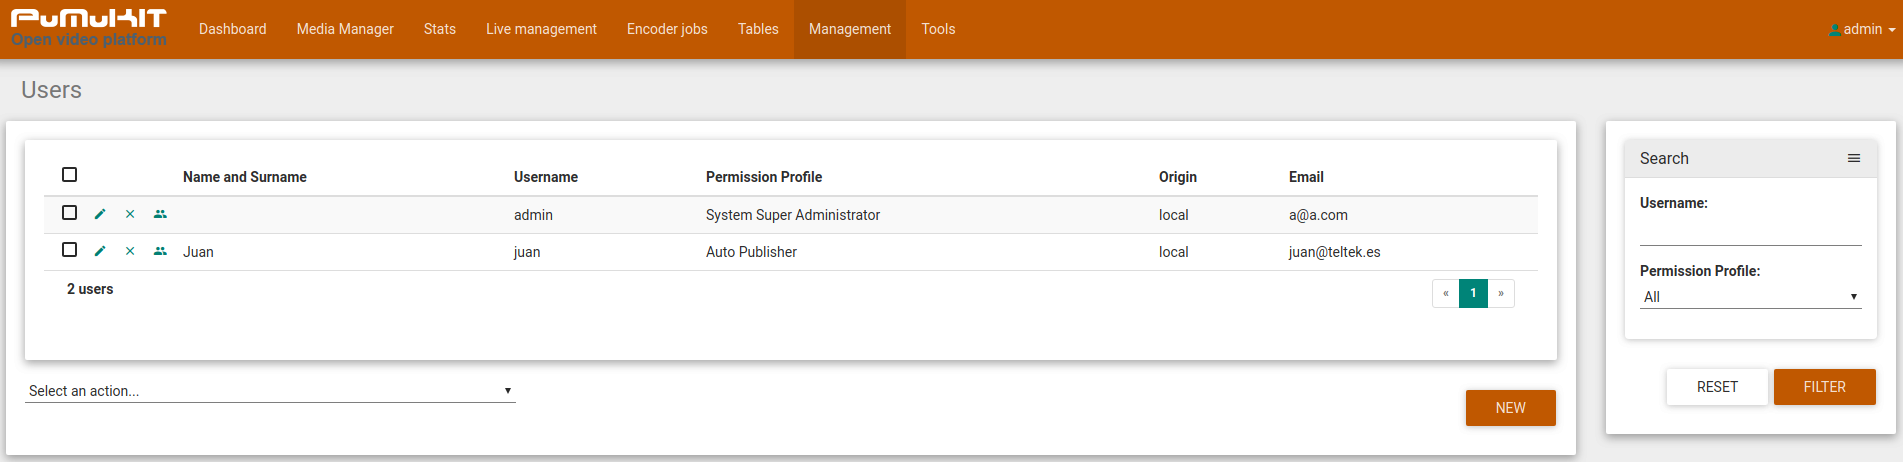 PuMuKIT
Open video platform
Dashboard Media Manager Stats Live management Encoder jobs Tables Management Tools admin
Users
Name and Surname Username Permission Profile Origin Email
admin System Super Administrator local a@a.com
Juan juan Auto Publisher local juan@teltek.es
2 users « 1 »
Select an action...
NEW
Search
Username:
Permission Profile:
All
RESET FILTER